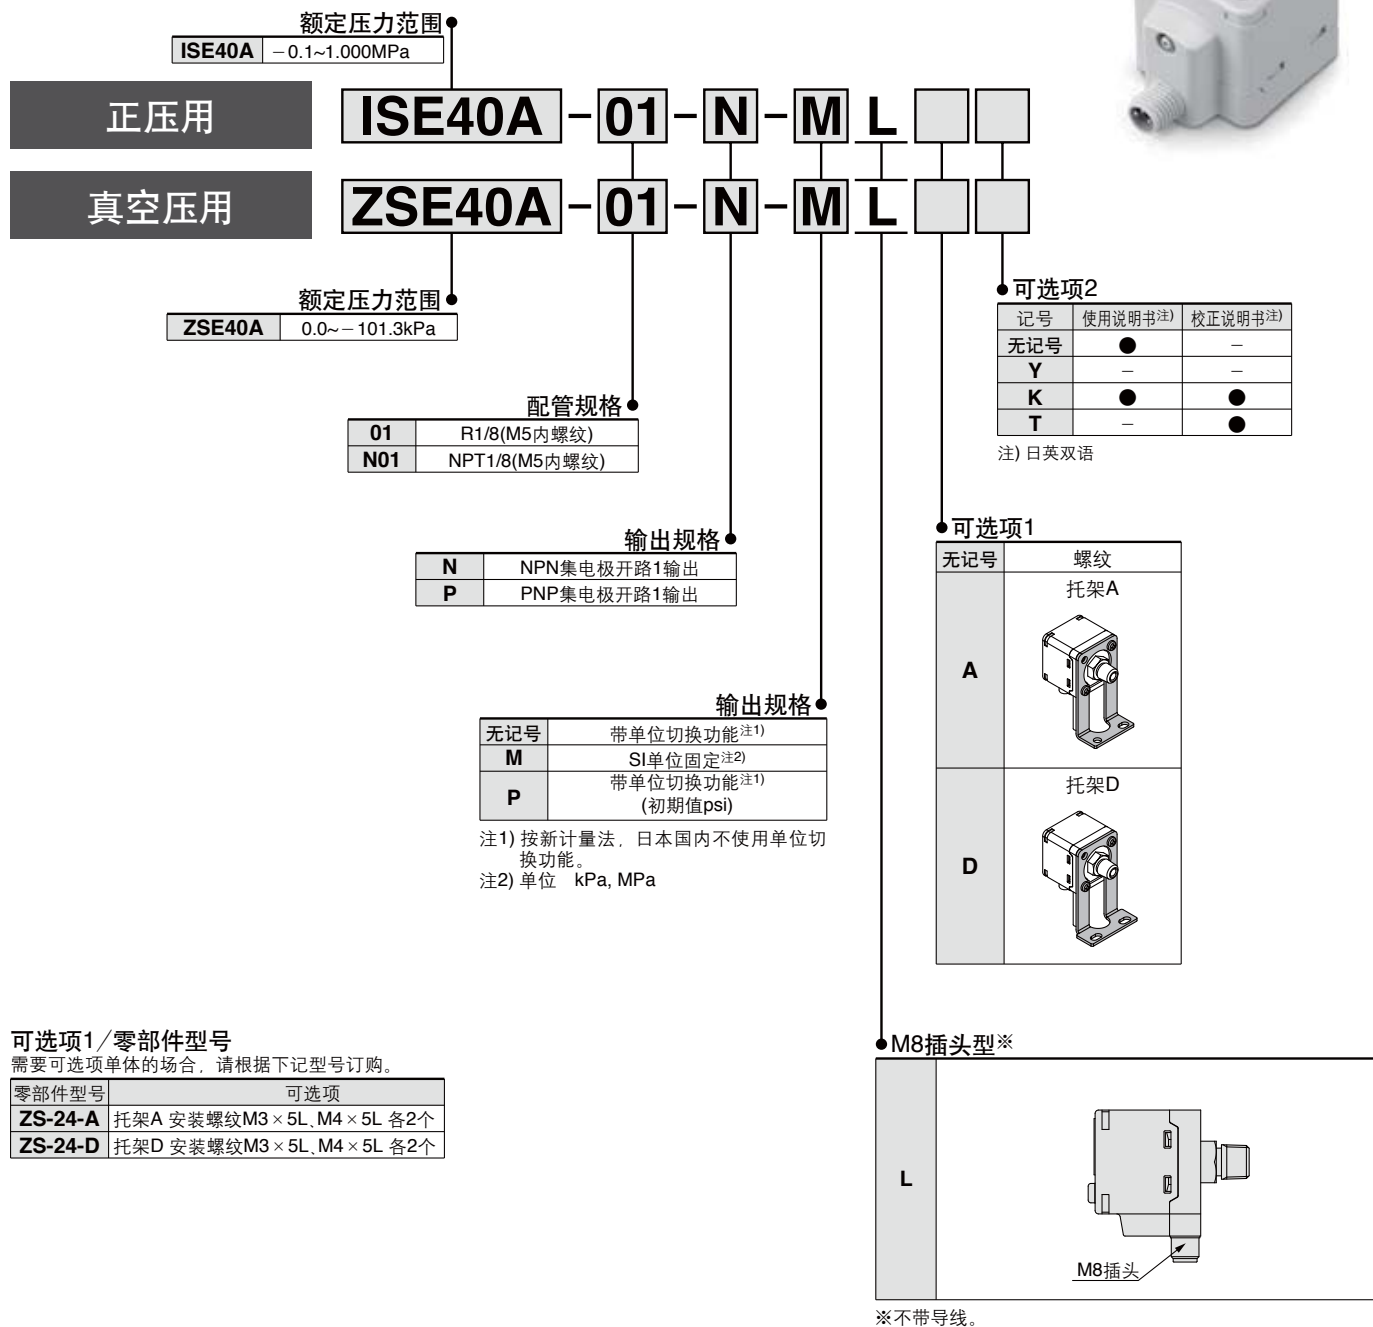 额定压力范围
ISE40A －0.1~1.000MPa
正压用 ISE40A－01－N－M L
真空压用 ZSE40A－01－N－M L
额定压力范围
ZSE40A 0.0~－101.3kPa
可选项2
记号 使用说明书注) 校正说明书注)
无记号 ● －
Y － －
K ● ●
T － ●
注) 日英双语
配管规格
01 R1/8(M5内螺纹)
N01 NPT1/8(M5内螺纹)
输出规格
N NPN集电极开路1输出
P PNP集电极开路1输出
可选项1
无记号 螺纹
A 托架A
D 托架D
输出规格
无记号 带单位切换功能注1)
M SI单位固定注2)
P 带单位切换功能注1)
(初期值psi)
注1) 按新计量法，日本国内不使用单位切
换功能。
注2) 单位 kPa, MPa
可选项1／零部件型号
需要可选项单体的场合，请根据下记型号订购。
零部件型号 可选项
ZS-24-A 托架A 安装螺纹M3×5L、M4×5L 各2个
ZS-24-D 托架D 安装螺纹M3×5L、M4×5L 各2个
M8插头型※
L
M8插头
※不带导线。